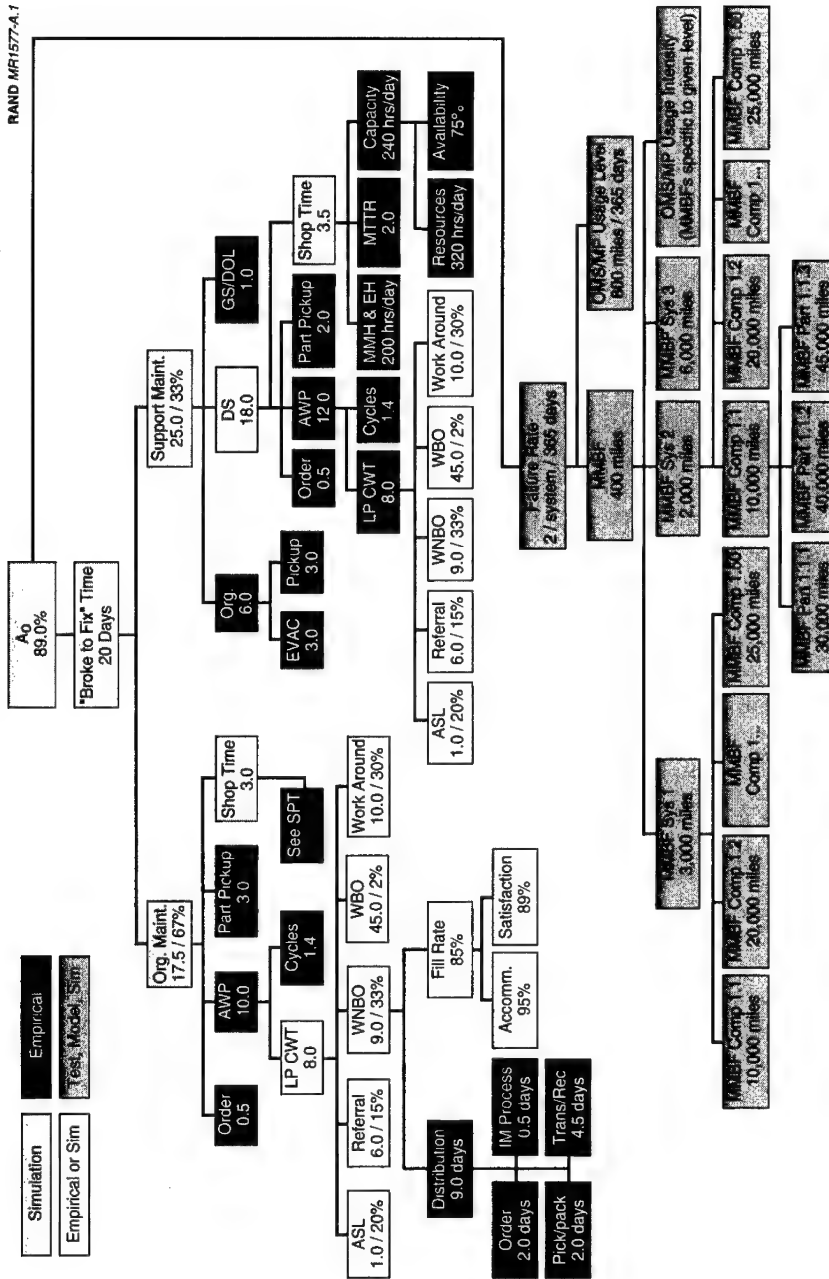 RAND MR1577-A.1
Simulation
Empirical or Sim
Empirical
Test, Model, Sim
A0
89.0%
"Broke to Fix" Time
20 Days
Org. Maint.
17.5 / 67%
Support Maint.
25.0 / 33%
Order
0.5
AWP
10.0
Part Pickup
3 0
Shop Time
3.0
LP CWT
8.0
Cycles
1.4
See SPT
ASL
1.0 / 20%
Referral
6.0 / 15%
WNBO
9.0 / 33%
WBO
45.0 / 2%
Work Around
10.0 / 30%
Distribution
9.0 days
Fill Rate
85%
Order
2.0 days
IM Process
0.5 days
Pick/pack
2.0 days
Trans/Rec
4.5 days
Accomm.
95%
Satisfaction
89%
Org.
6.0
DS
18.0
GS/DOL
1.0
EVAC
3.0
Pickup
3.0
Order
0.5
AWP
12 0
Part Pickup
2.0
Shop Time
3.5
LP CWT
8.0
Cycles
1.4
MMH & EH
200 hrs/day
MTTR
2.0
Capacity
240 hrs/day
Resources
320 hrs/day
Availability
75%
ASL
1.0 / 20%
Referral
6.0 / 15%
WNBO
9.0 / 33%
WBO
45.0 / 2%
Work Around
10.0 / 30%
Failure Rate
2 / system / 365 days
MMBF
400 miles
OMS/MP Usage Level
800 miles / 365 days
MMBF Sys 1
3,000 miles
MMBF Sys 2
2,000 miles
MMBF Sys 3
6,000 miles
OMS/MP Usage Intensity
(MMBFs specific to given level)
MMBF Comp 1.1
10,000 miles
MMBF Comp 1.2
20,000 miles
MMBF
Comp 1...
MMBF Comp 1.50
25,000 miles
MMBF Comp 1.1
10,000 miles
MMBF Comp 1.2
20,000 miles
MMBF
Comp 1...
MMBF Comp 1.50
25,000 miles
MMBF Part 1.1.1
30,000 miles
MMBF Part 1.1.2
40,000 miles
MMBF Part 1.1.3
45,000 miles